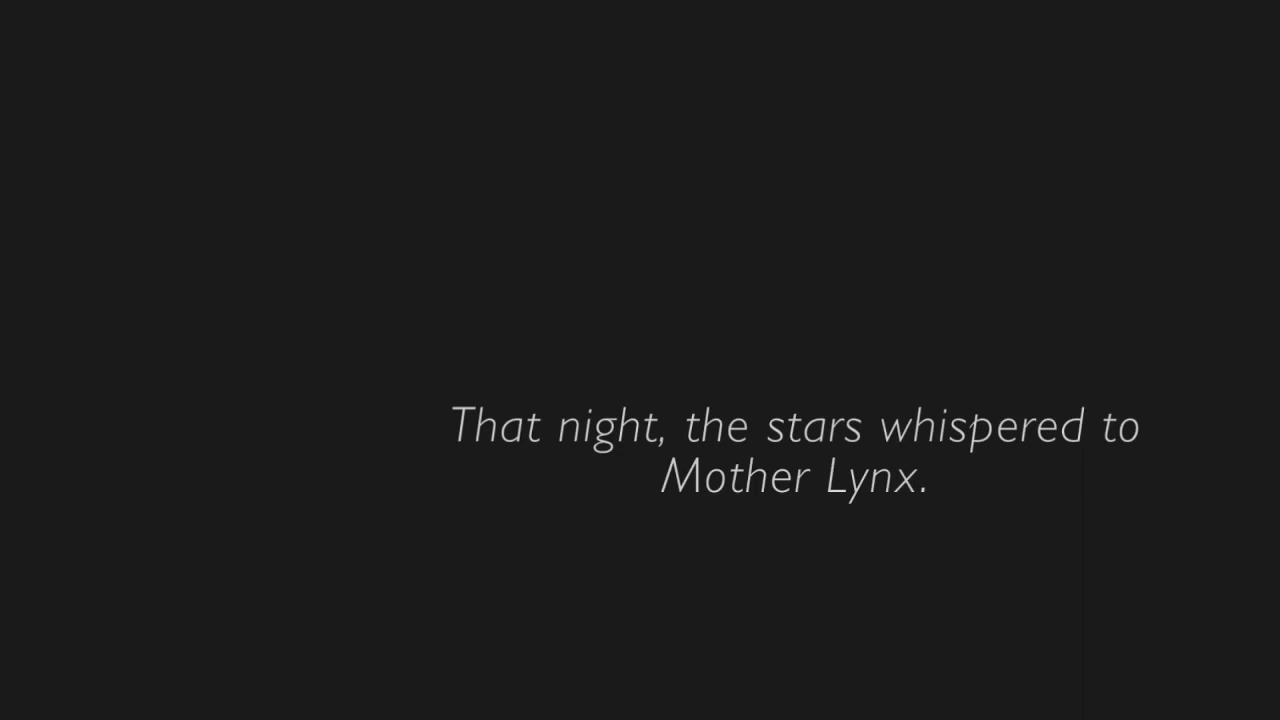 That night, the stars whispered to
Mother Lynx.